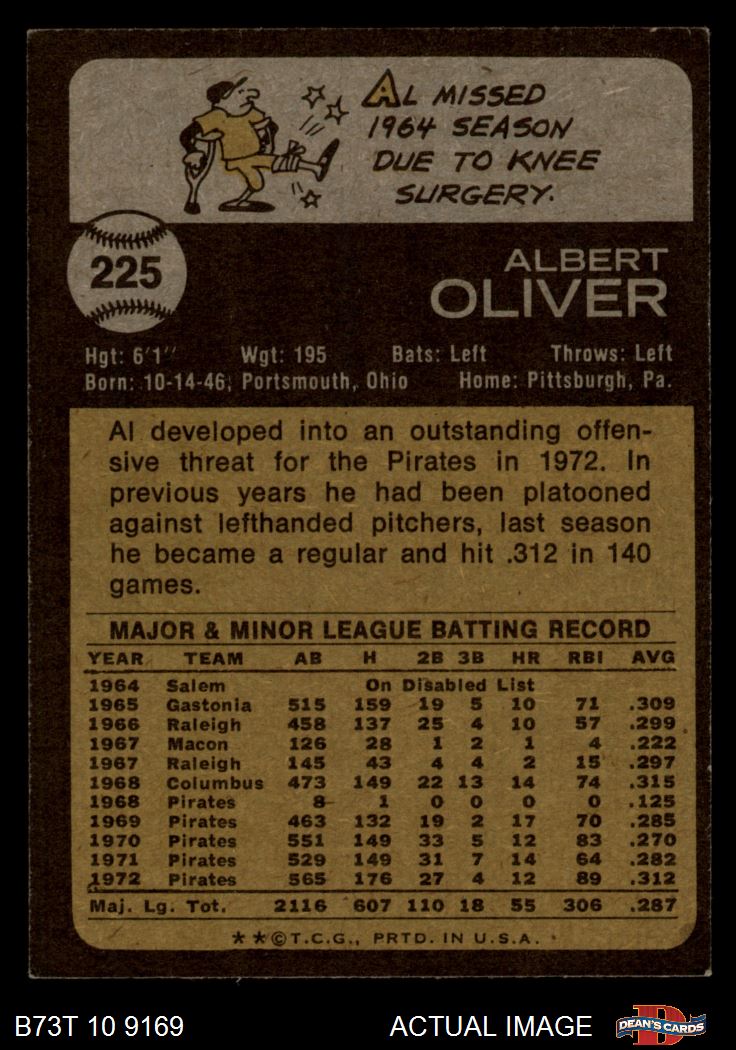 AL MISSED
1964 SEASON
DUE TO KNEE
SURGERY.
225
ALBERT
OLIVER
Hgt: 6'1" Wgt: 195 Bats: Left Throws: Left
Born: 10-14-46, Portsmouth, Ohio Home: Pittsburgh, Pa.
Al developed into an outstanding offen-
sive threat for the Pirates in 1972. In
previous years he had been platooned
against lefthanded pitchers, last season
he became a regular and hit .312 in 140
games.
MAJOR & MINOR LEAGUE BATTING RECORD
YEAR TEAM AB H 2B 3B HR RBI AVG
1964 Salem On Disabled List
1965 Gastonia 515 159 19 5 10 71 .309
1966 Raleigh 458 137 25 4 10 57 .299
1967 Macon 126 28 1 2 1 4 .222
1967 Raleigh 145 43 4 4 2 15 .297
1968 Columbus 473 149 22 13 14 74 .315
1968 Pirates 8 1 0 0 0 0 .125
1969 Pirates 463 132 19 2 17 70 .285
1970 Pirates 551 149 33 5 12 83 .270
1971 Pirates 529 149 31 7 14 64 .282
1972 Pirates 565 176 27 4 12 89 .312
Maj. Lg. Tot. 2116 607 110 18 55 306 .287
**©T.C.G., PRTD. IN U.S.A.
B73T 10 9169 ACTUAL IMAGE
D
DEAN'S CARDS